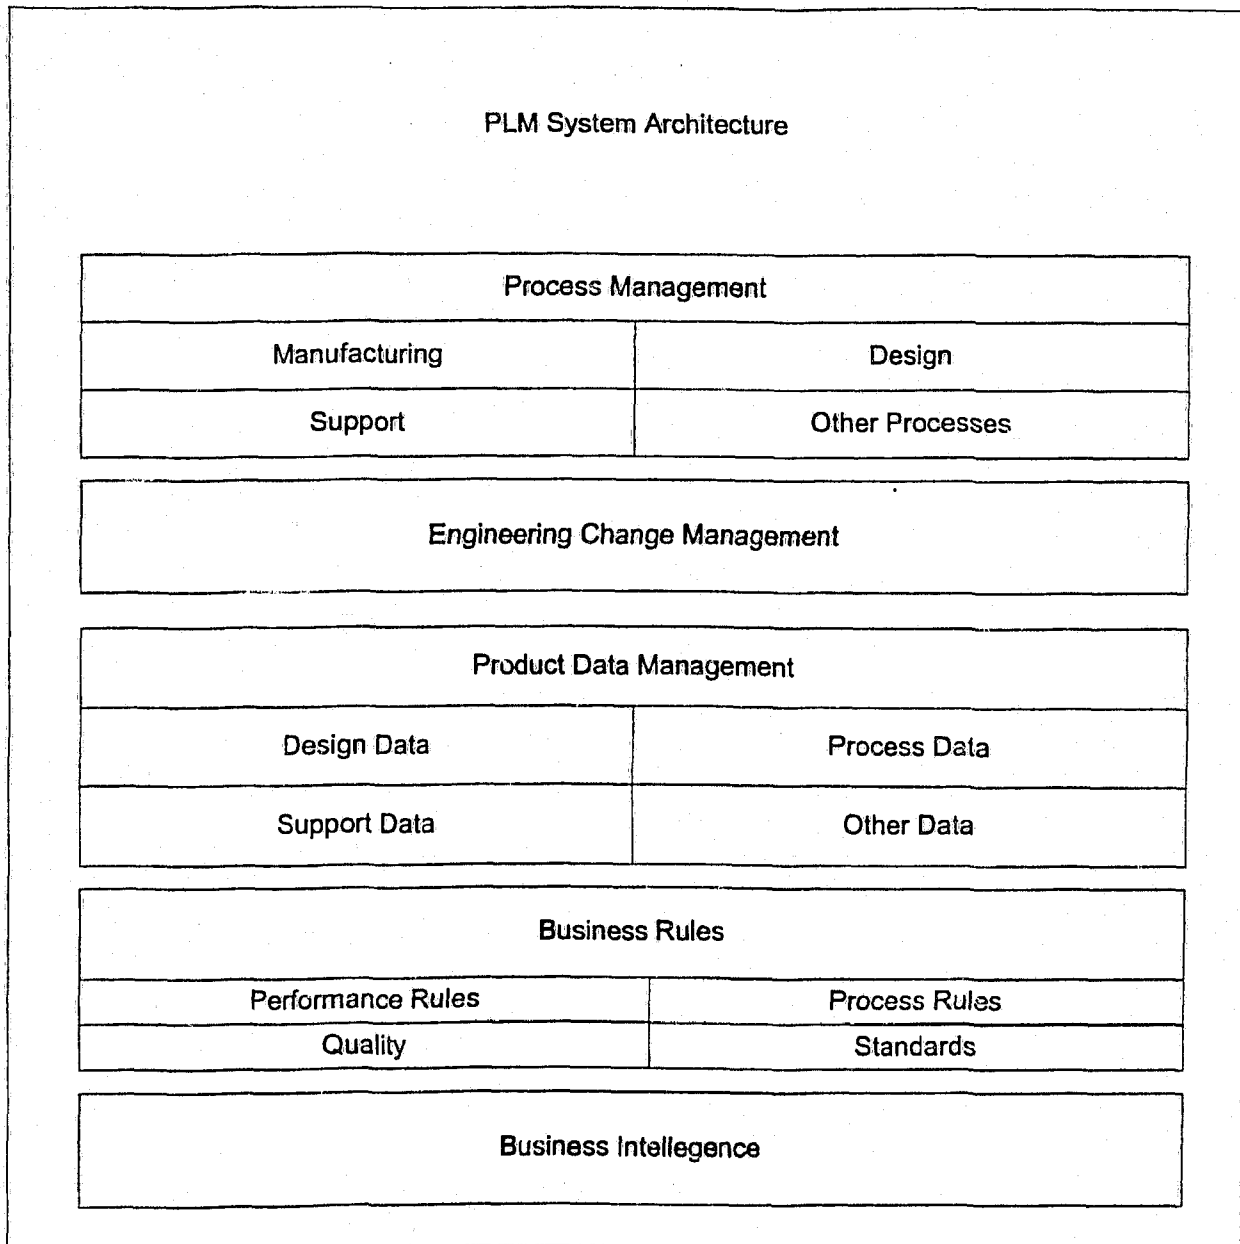 PLM System Architecture
Process Management
Manufacturing
Design
Support
Other Processes
Engineering Change Management
Product Data Management
Design Data
Process Data
Support Data
Other Data
Business Rules
Performance Rules
Process Rules
Quality
Standards
Business Intellegence